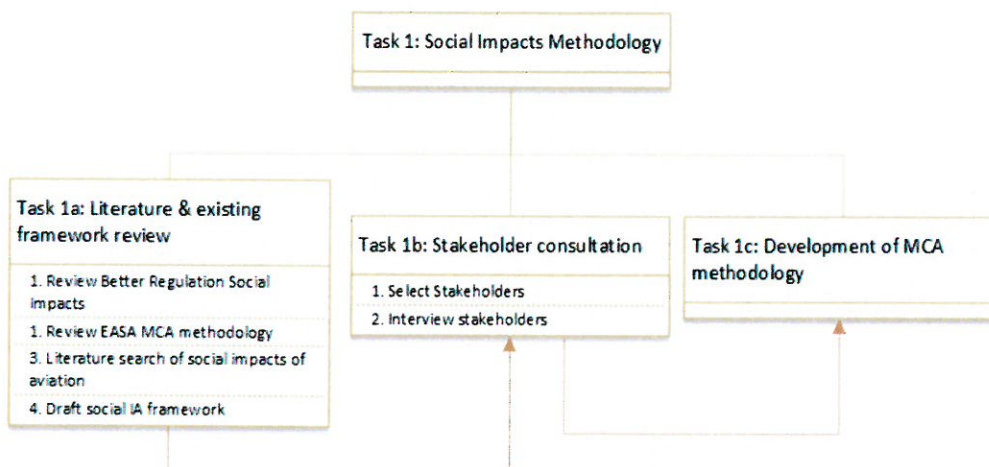 Task 1: Social Impacts Methodology
Task 1a: Literature & existing
framework review
1. Review Better Regulation Social
Impacts
1. Review EASA MCA methodology
3. Literature search of social impacts of
aviation
4. Draft social IA framework
Task 1b: Stakeholder consultation
1. Select Stakeholders
2. Interview stakeholders
Task 1c: Development of MCA
methodology